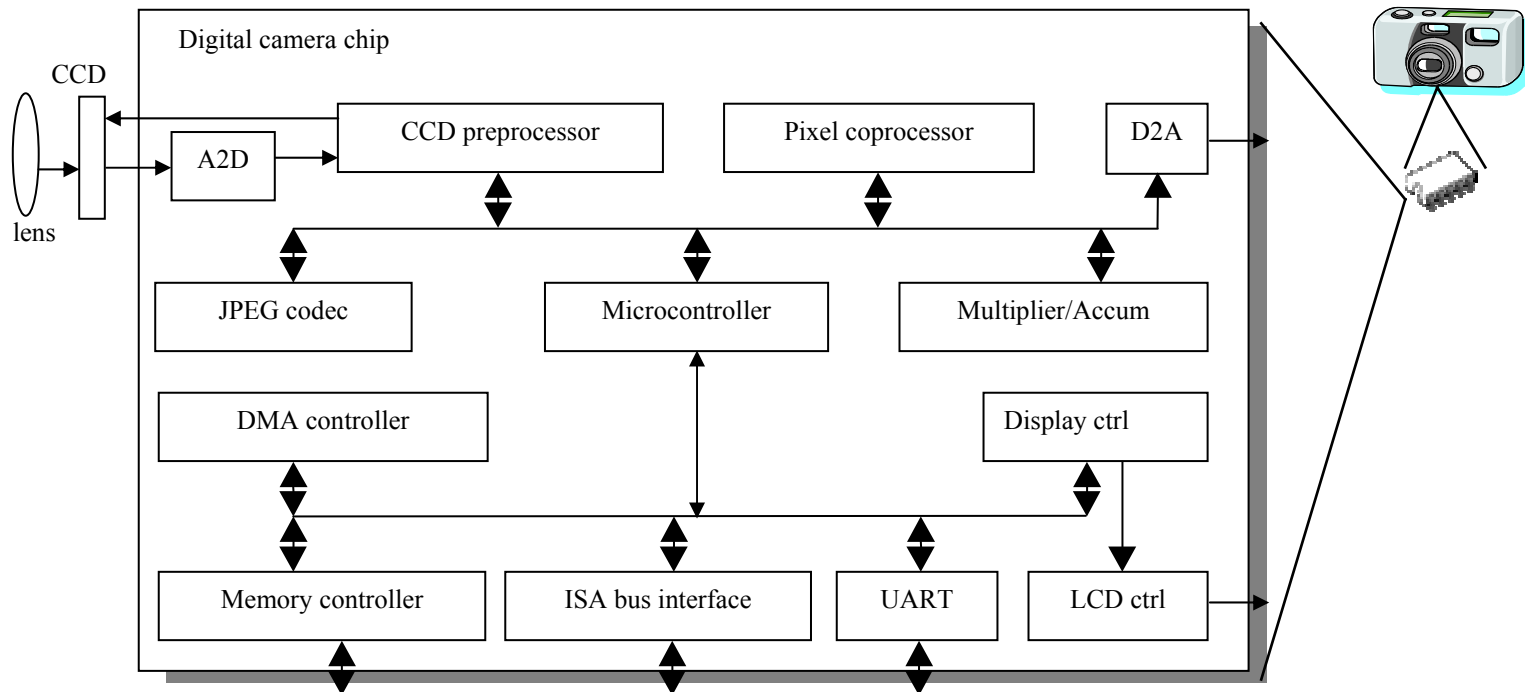 Digital camera chip
CCD
CCD preprocessor
Pixel coprocessor
D2A
A2D
lens
JPEG codec
Microcontroller
Multiplier/Accum
DMA controller
Display ctrl
Memory controller
ISA bus interface
UART
LCD ctrl